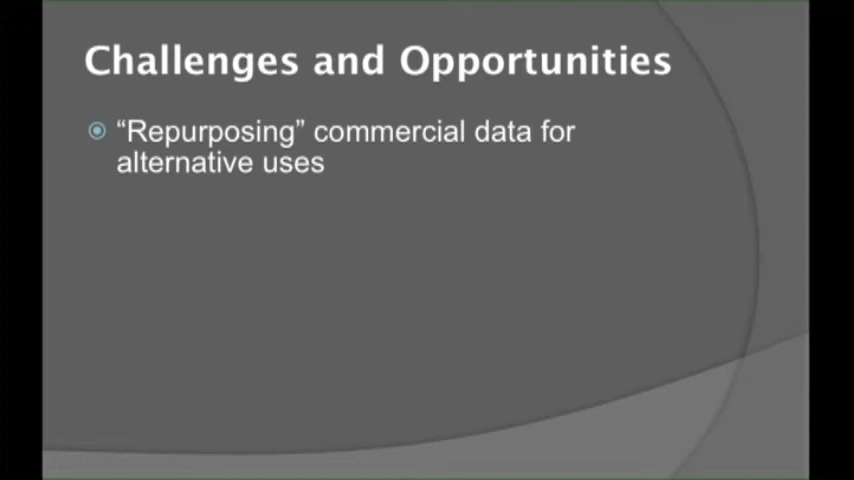 Challenges and Opportunities
“Repurposing” commercial data for
alternative uses